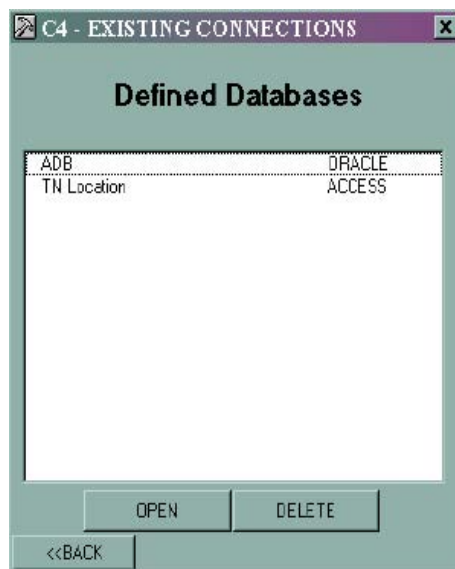 C4 - EXISTING CONNECTIONS
Defined Databases
ADB ORACLE
TN Location ACCESS
OPEN DELETE
<<BACK